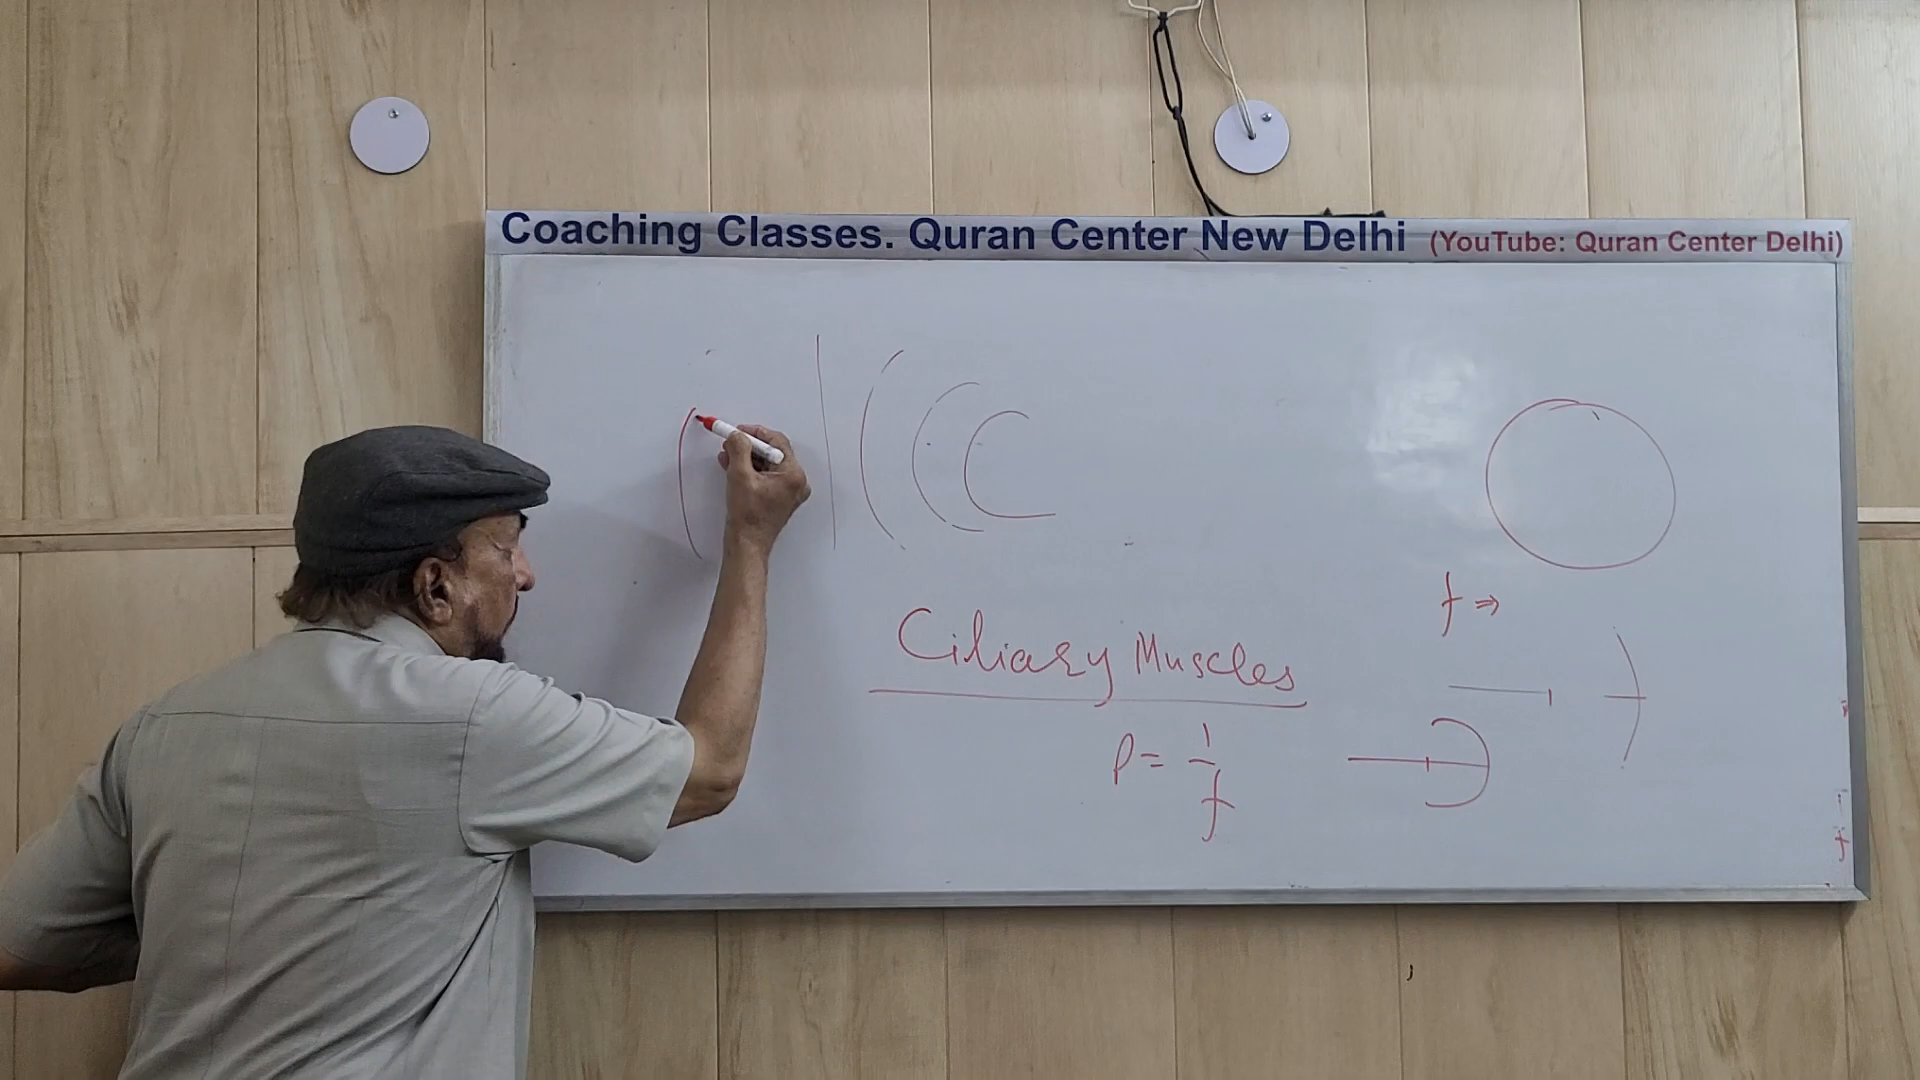 Coaching Classes. Quran Center New Delhi (YouTube: Quran Center Delhi)
f ⇒
Ciliary Muscles
P = 1/f